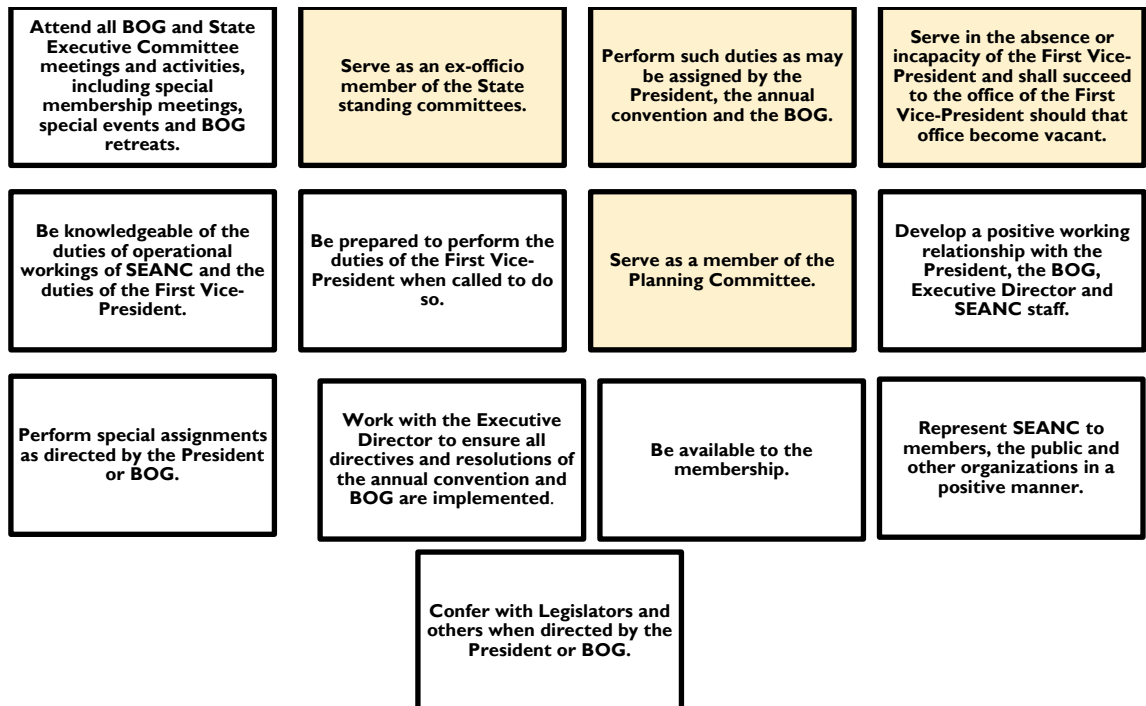 Attend all BOG and State
Executive Committee
meetings and activities,
including special
membership meetings,
special events and BOG
retreats.
Serve as an ex-officio
member of the State
standing committees.
Perform such duties as may
be assigned by the
President, the annual
convention and the BOG.
Serve in the absence or
incapacity of the First Vice-
President and shall succeed
to the office of the First
Vice-President should that
office become vacant.
Be knowledgeable of the
duties of operational
workings of SEANC and the
duties of the First Vice-
President.
Be prepared to perform the
duties of the First Vice-
President when called to do
so.
Serve as a member of the
Planning Committee.
Develop a positive working
relationship with the
President, the BOG,
Executive Director and
SEANC staff.
Perform special assignments
as directed by the President
or BOG.
Work with the Executive
Director to ensure all
directives and resolutions of
the annual convention and
BOG are implemented.
Be available to the
membership.
Represent SEANC to
members, the public and
other organizations in a
positive manner.
Confer with Legislators and
others when directed by the
President or BOG.